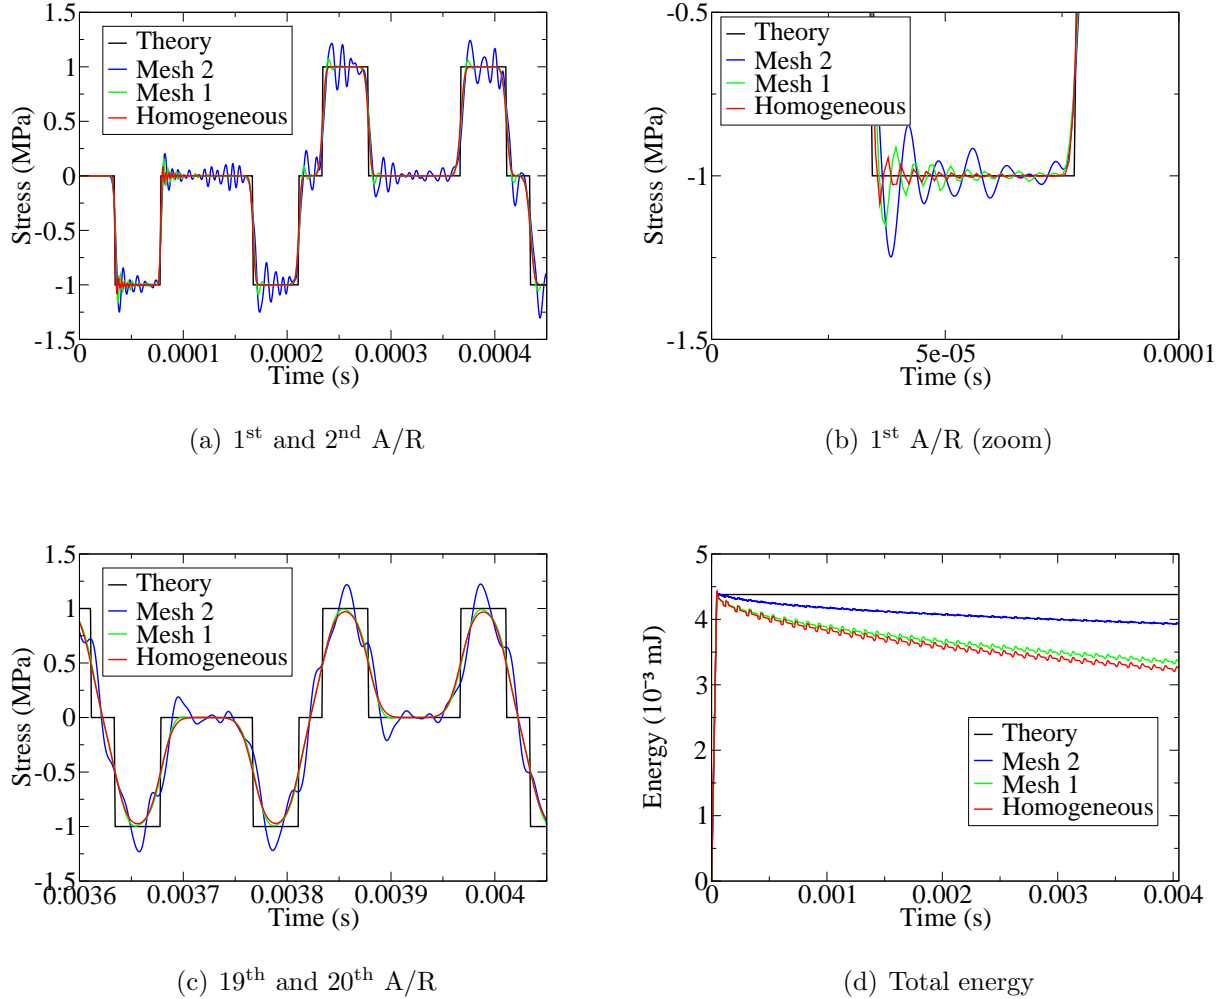 1.5
1
0.5
0
-0.5
-1
-1.5
Stress (MPa)
Theory
Mesh 2
Mesh 1
Homogeneous
0
0.0001
0.0002
0.0003
0.0004
Time (s)
(a) 1st and 2nd A/R
-0.5
-1
-1.5
Stress (MPa)
Theory
Mesh 2
Mesh 1
Homogeneous
0
5e-05
0.0001
Time (s)
(b) 1st A/R (zoom)
1.5
1
0.5
0
-0.5
-1
-1.5
Stress (MPa)
Theory
Mesh 2
Mesh 1
Homogeneous
0.0036
0.0037
0.0038
0.0039
0.004
Time (s)
(c) 19th and 20th A/R
5
4
3
2
1
0
Energy (10⁻³ mJ)
Theory
Mesh 2
Mesh 1
Homogeneous
0
0.001
0.002
0.003
0.004
Time (s)
(d) Total energy